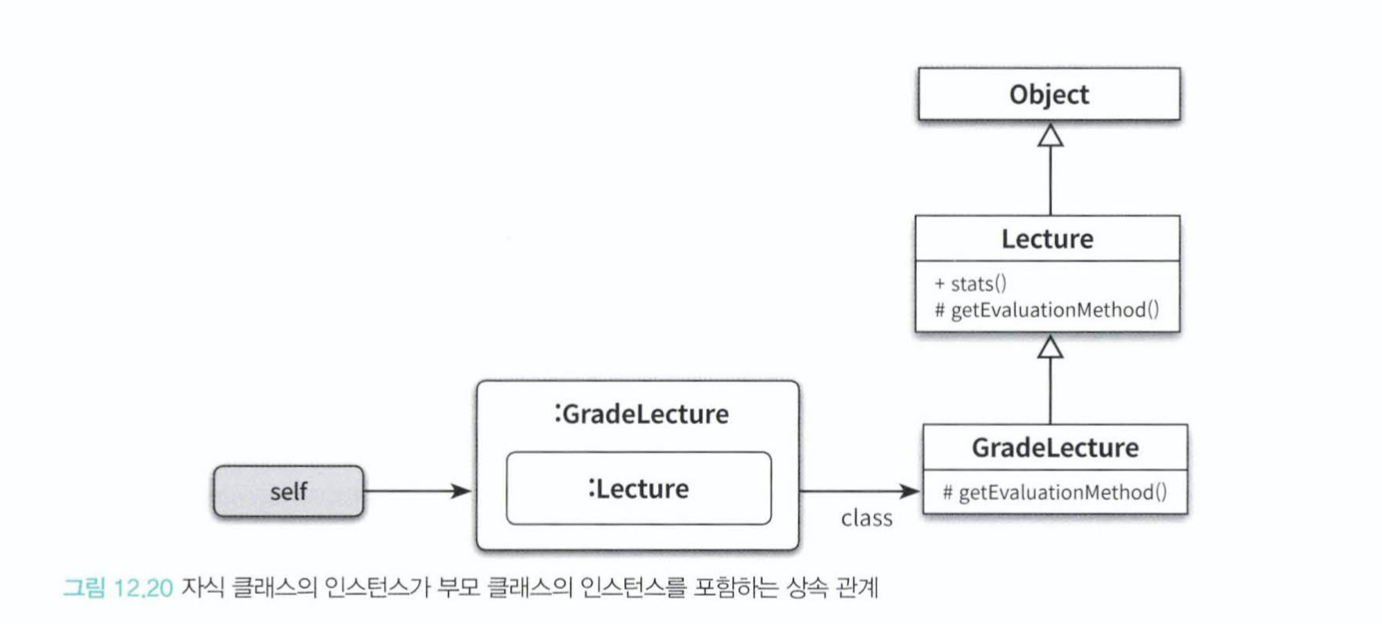 Object
Lecture
+ stats()
# getEvaluationMethod()
:GradeLecture
GradeLecture
self
:Lecture
# getEvaluationMethod()
class
그림 12.20 자식 클래스의 인스턴스가 부모 클래스의 인스턴스를 포함하는 상속 관계